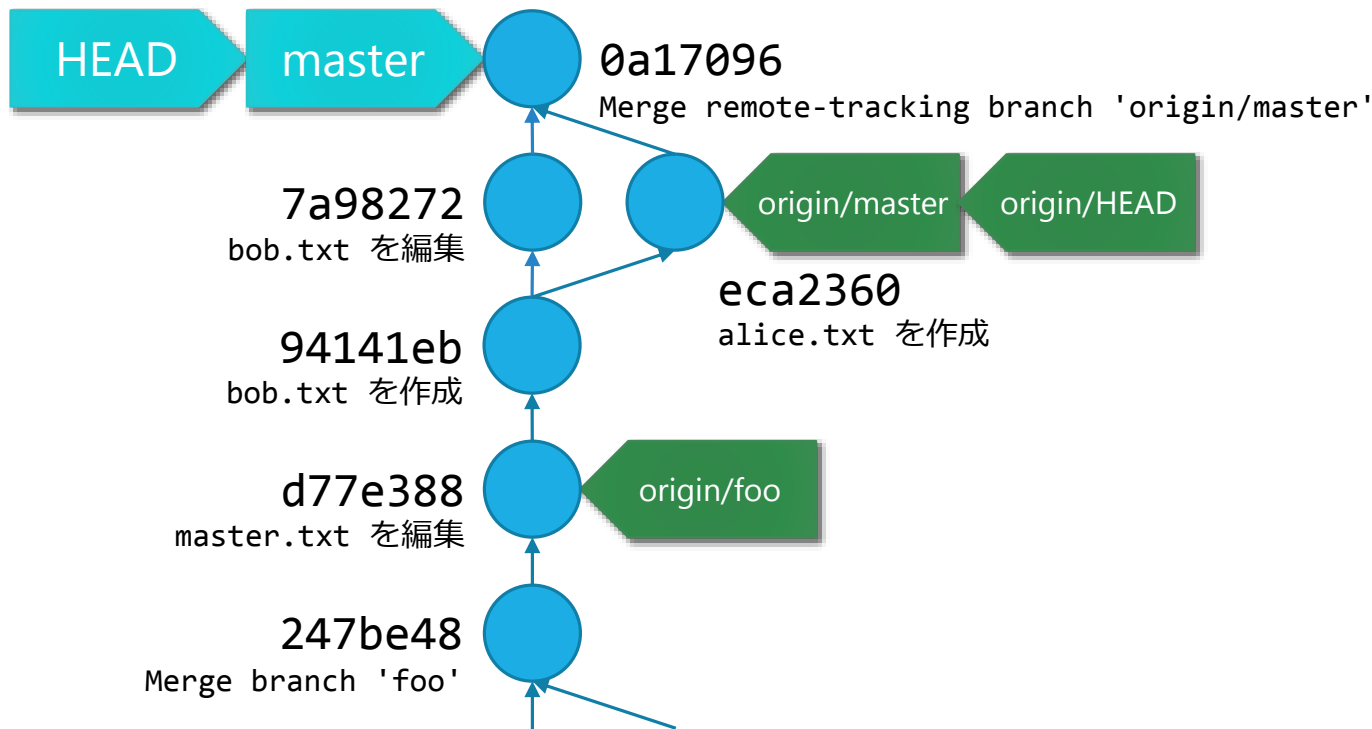 HEAD
master
0a17096
Merge remote-tracking branch 'origin/master'
7a98272
bob.txt を編集
origin/master
origin/HEAD
eca2360
alice.txt を作成
94141eb
bob.txt を作成
d77e388
master.txt を編集
origin/foo
247be48
Merge branch 'foo'